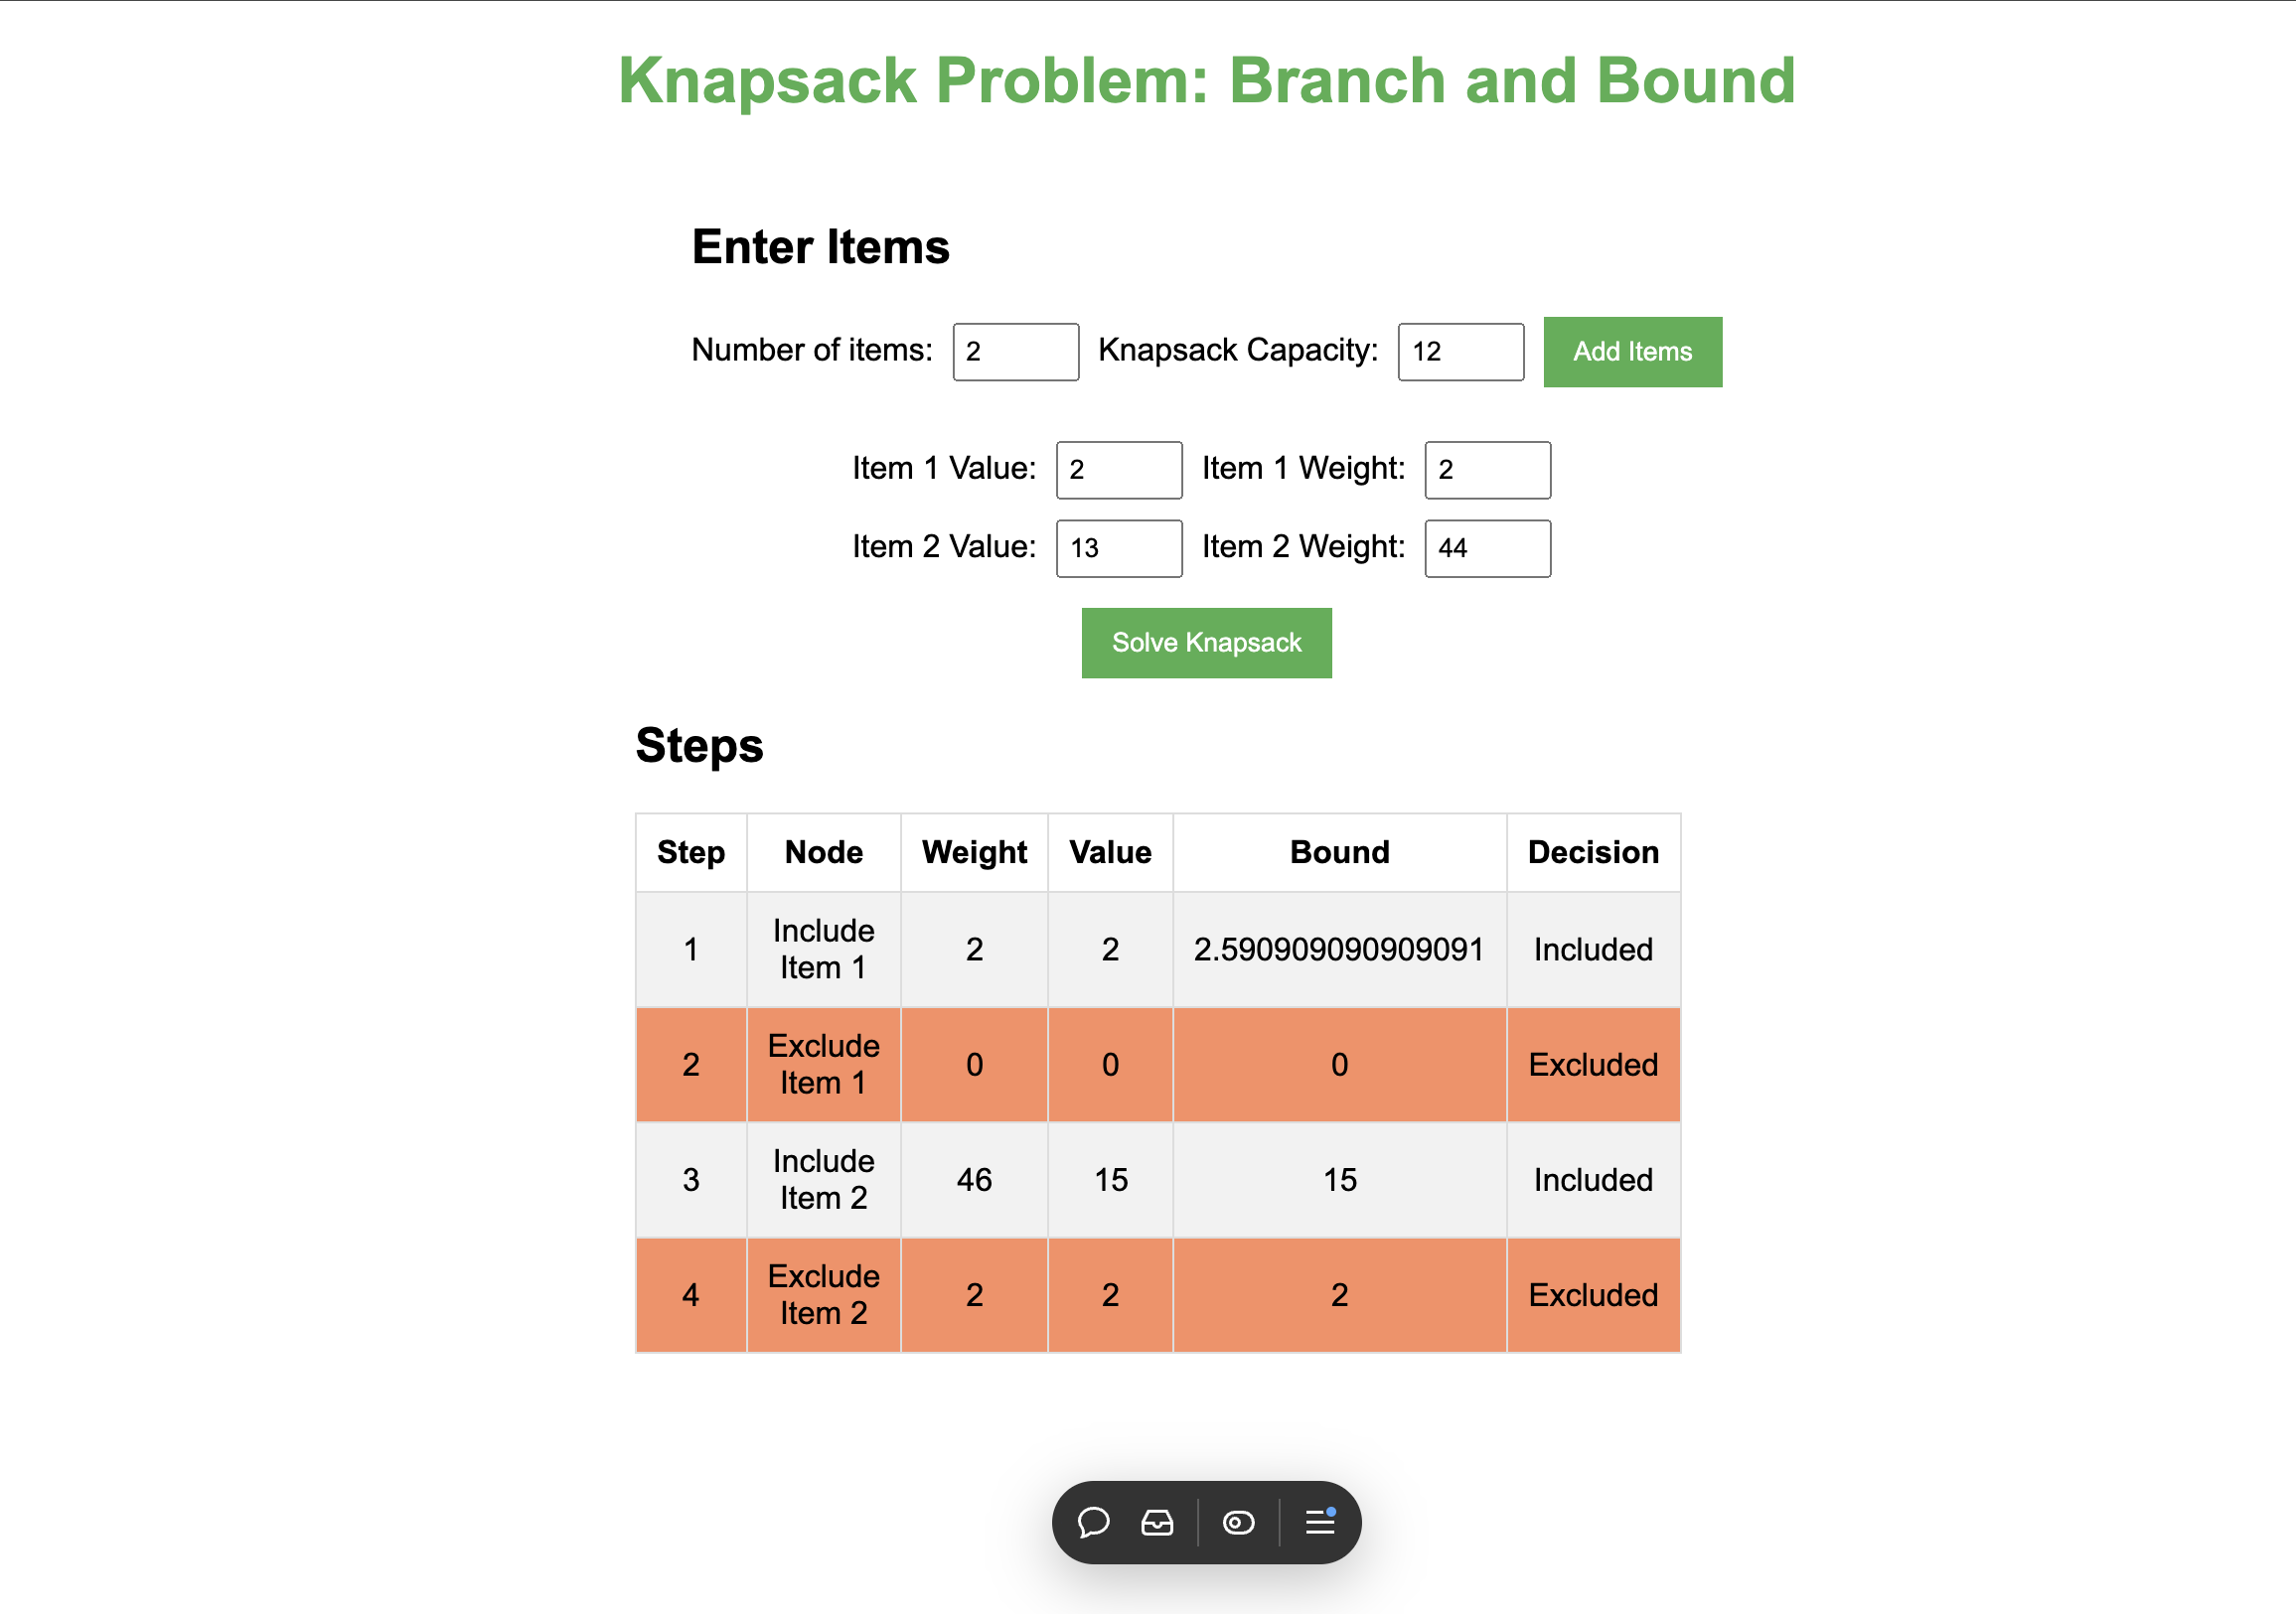 Knapsack Problem: Branch and Bound
Enter Items
Number of items: 2 Knapsack Capacity: 12 Add Items
Item 1 Value: 2 Item 1 Weight: 2
Item 2 Value: 13 Item 2 Weight: 44
Solve Knapsack
Steps
Step Node Weight Value Bound Decision
1 Include Item 1 2 2 2.590909090909091 Included
2 Exclude Item 1 0 0 0 Excluded
3 Include Item 2 46 15 15 Included
4 Exclude Item 2 2 2 2 Excluded